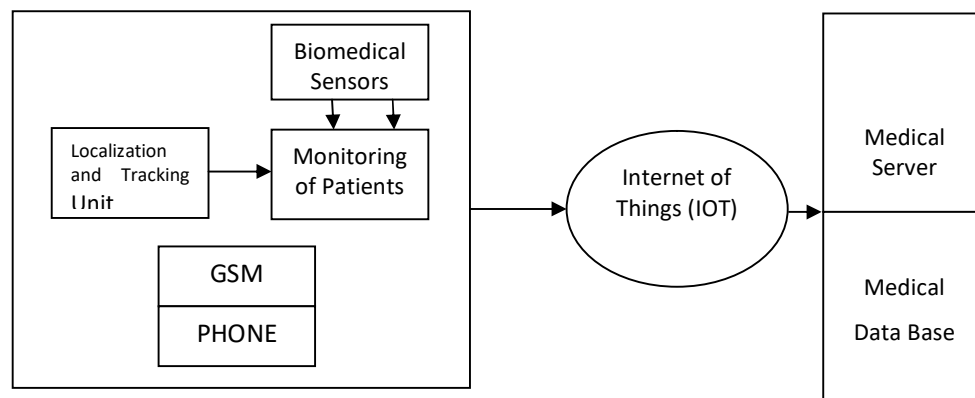 Biomedical
Sensors
Localization
and Tracking
Unit
Monitoring
of Patients
GSM
PHONE
Internet of
Things (IOT)
Medical
Server
Medical
Data Base